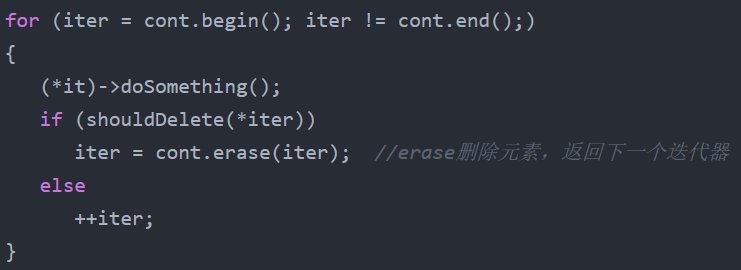 for (iter = cont.begin(); iter != cont.end();)
{
   (*it)->doSomething();
   if (shouldDelete(*iter))
      iter = cont.erase(iter);  //erase删除元素，返回下一个迭代器
   else
      ++iter;
}